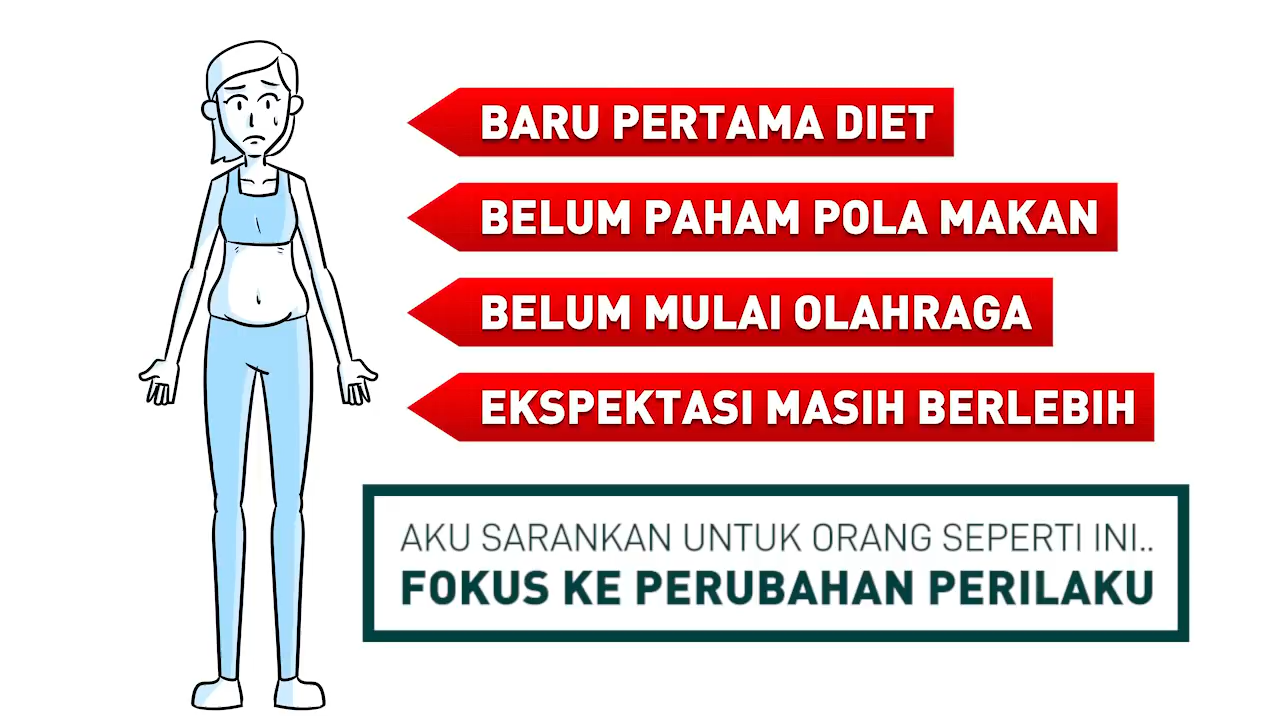 BARU PERTAMA DIET
BELUM PAHAM POLA MAKAN
BELUM MULAI OLAHRAGA
EKSPEKTASI MASIH BERLEBIH
AKU SARANKAN UNTUK ORANG SEPERTI INI..
FOKUS KE PERUBAHAN PERILAKU